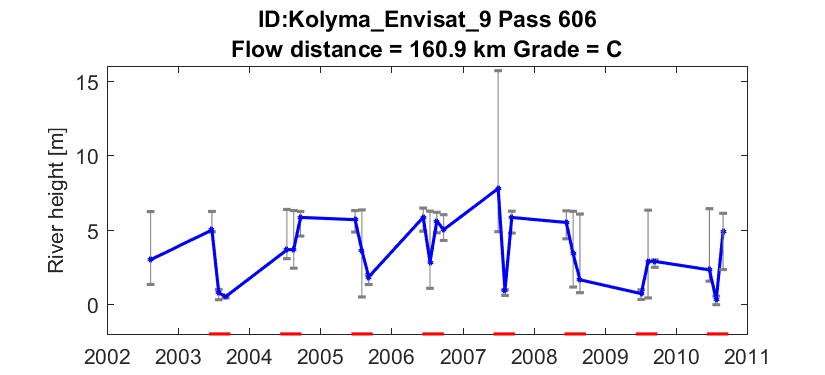 ID:Kolyma_Envisat_9 Pass 606
Flow distance = 160.9 km Grade = C
River height [m]
15
10
5
0
2002 2003 2004 2005 2006 2007 2008 2009 2010 2011